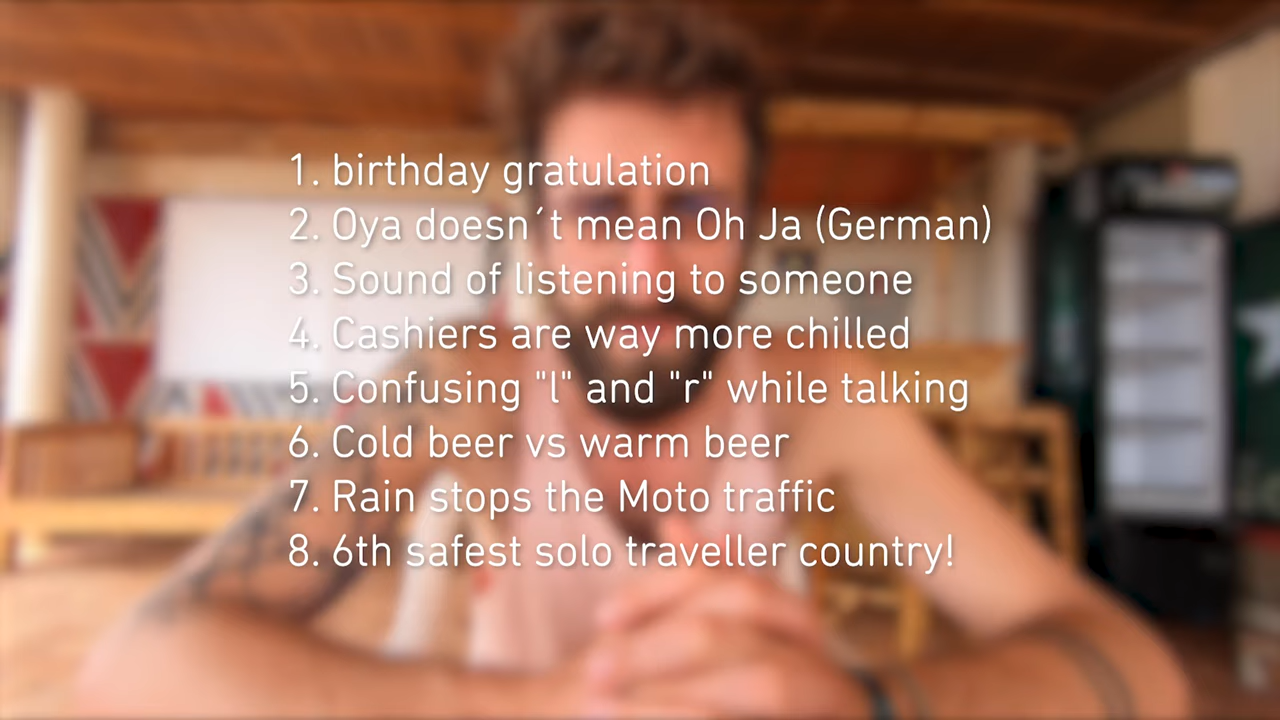 1. birthday gratulation
2. Oya doesn´t mean Oh Ja (German)
3. Sound of listening to someone
4. Cashiers are way more chilled
5. Confusing "l" and "r" while talking
6. Cold beer vs warm beer
7. Rain stops the Moto traffic
8. 6th safest solo traveller country!